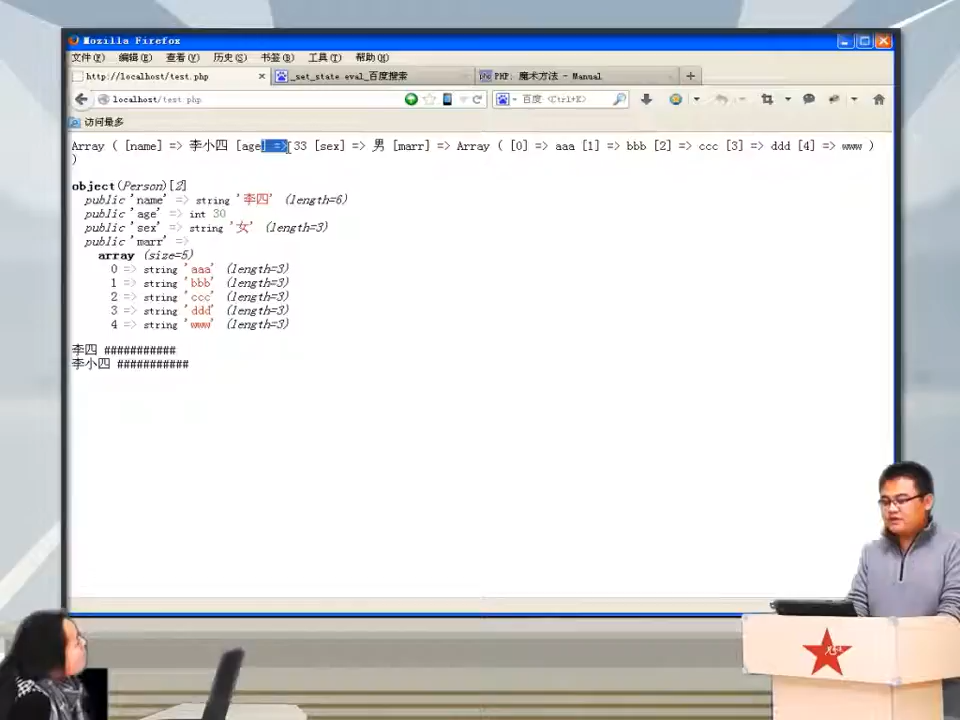 Mozilla Firefox
文件(F) 编辑(E) 查看(V) 历史(S) 书签(B) 工具(T) 帮助(H)
http://localhost/test.php × _set_state eval_百度搜索 php PHP: 魔术方法 - Manual +
localhost/test.php 百度 <Ctrl+K>
访问最多
Array ( [name] => 李小四 [age] => 33 [sex] => 男 [marr] => Array ( [0] => aaa [1] => bbb [2] => ccc [3] => ddd [4] => www )
)
object(Person)[2]
public 'name' => string '李四' (length=6)
public 'age' => int 30
public 'sex' => string '女' (length=3)
public 'marr' =>
array (size=5)
0 => string 'aaa' (length=3)
1 => string 'bbb' (length=3)
2 => string 'ccc' (length=3)
3 => string 'ddd' (length=3)
4 => string 'www' (length=3)
李四 ###########
李小四 ###########